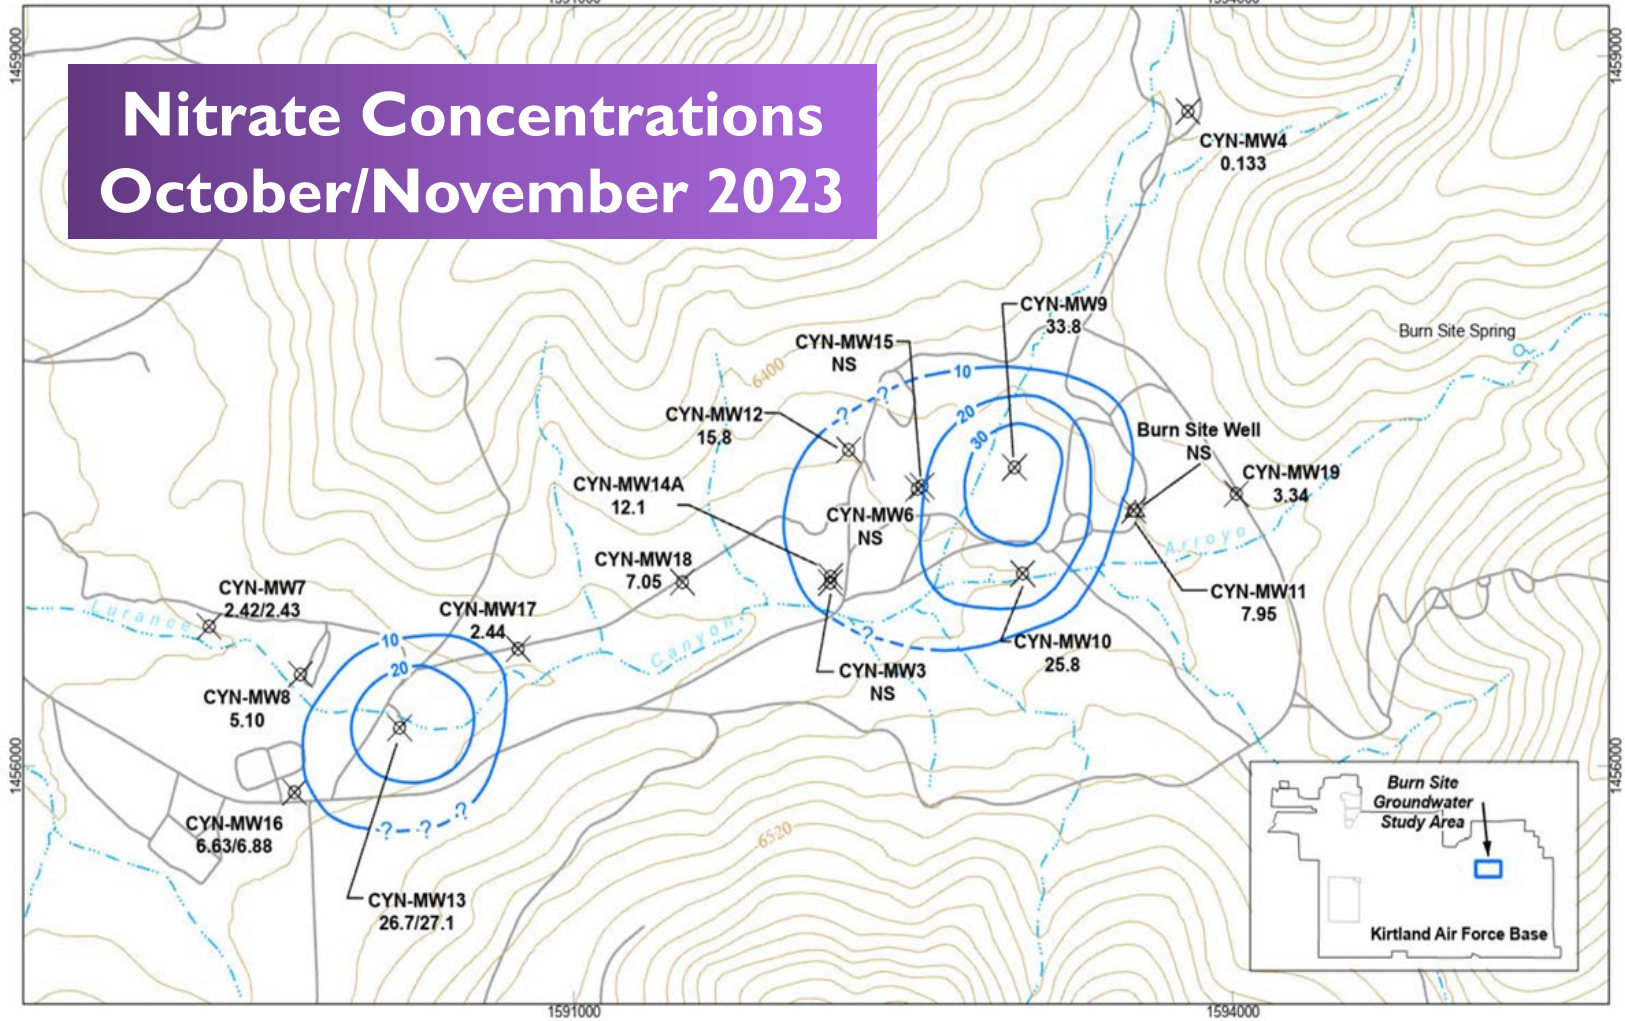 Nitrate Concentrations
October/November 2023
1459000
1459000
CYN-MW4
0.133
CYN-MW9
33.8
Burn Site Spring
CYN-MW15
NS
6400
10
?
?
CYN-MW12
15.8
20
30
Burn Site Well
NS
CYN-MW19
3.34
CYN-MW14A
12.1
CYN-MW6
NS
Arroyo
CYN-MW18
7.05
CYN-MW7
2.42/2.43
CYN-MW11
7.95
Lurance
CYN-MW17
2.44
Canyon
?
10
CYN-MW10
25.8
20
CYN-MW3
NS
CYN-MW8
5.10
1456000
1456000
CYN-MW16
6.63/6.88
? ? ?
6520
CYN-MW13
26.7/27.1
Burn Site
Groundwater
Study Area
Kirtland Air Force Base
1591000
1594000